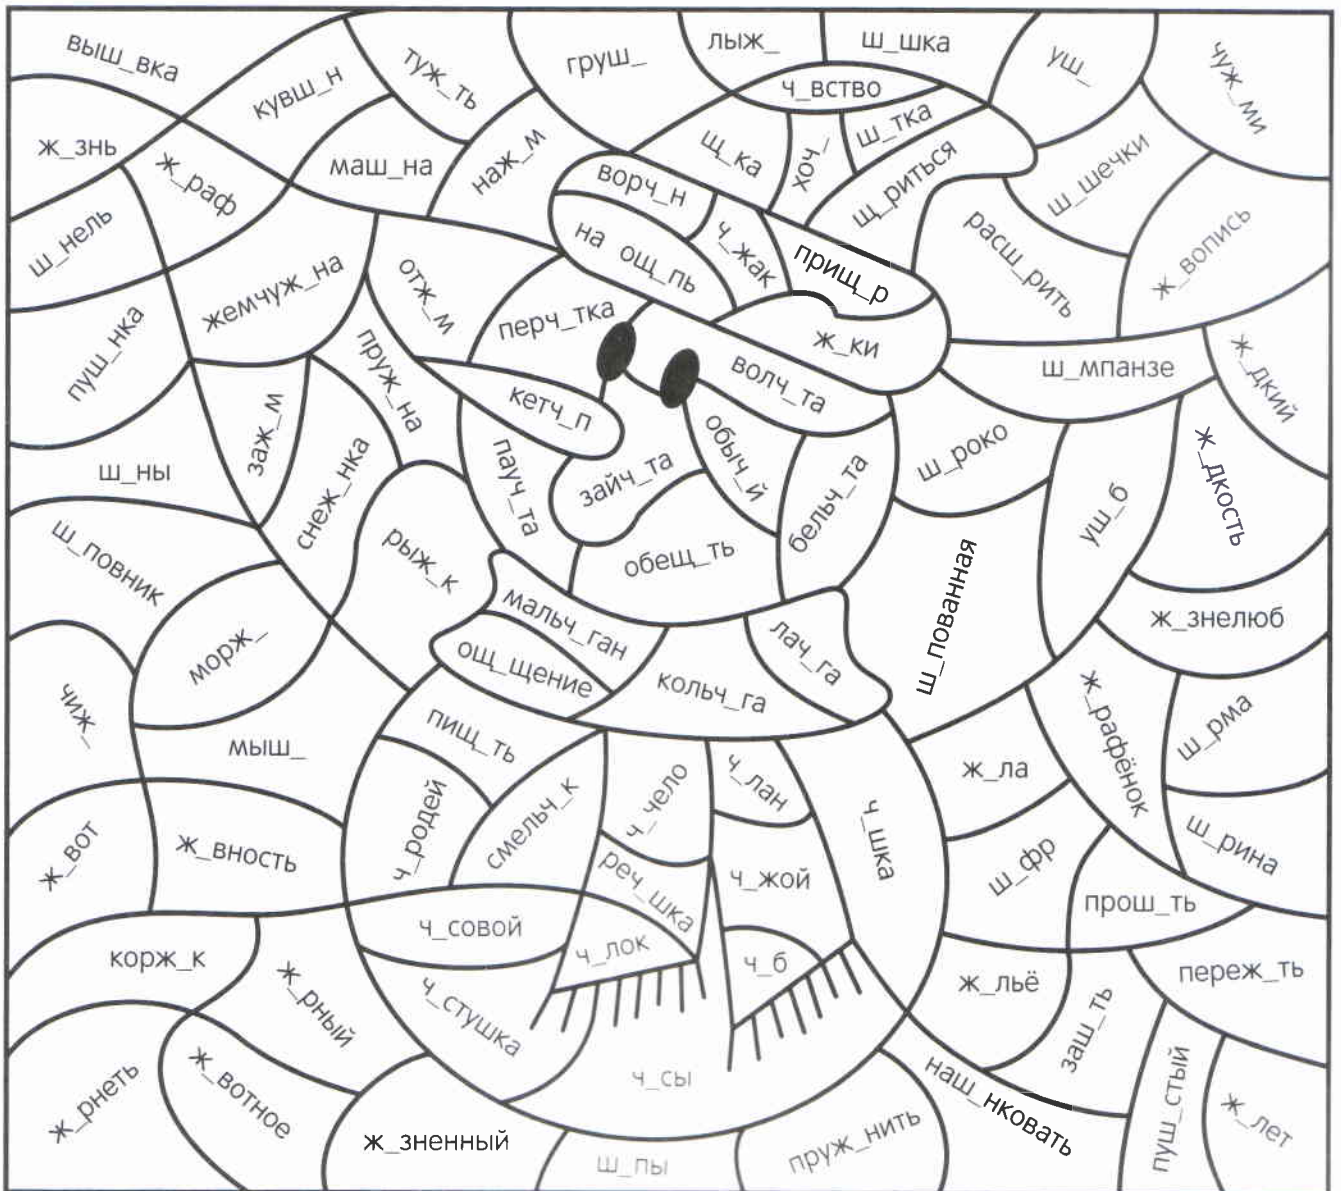 выш_вка
кувш_н
туж_ть
груш_
лыж_
ш_шка
уш_
чуж_ми
ч_вство
ж_знь
ж_раф
маш_на
наж_м
щ_ка
хоч_
ш_тка
щ_риться
ш_шечки
ш_нель
ворч_н
на ощ_пь
ч_жак
прищ_р
расш_рить
ж_вопись
жемчуж_на
отж_м
перч_тка
ж_ки
пуш_нка
пруж_на
волч_та
ш_мпанзе
ж_дкий
заж_м
кетч_п
ш_ны
снеж_нка
пауч_та
зайч_та
обыч_й
бельч_та
ш_роко
уш_б
ж_дкость
ш_повник
рыж_к
обещ_ть
ш_пованная
морж_
мальч_ган
ощ_щение
кольч_га
лач_га
ж_знелюб
чиж_
мыш_
пищ_ть
ж_рафёнок
ш_рма
ч_родей
смельч_к
ч_чело
ч_лан
ч_шка
ж_ла
ж_вот
ж_вность
реч_шка
ч_жой
ш_фр
ш_рина
прош_ть
ч_совой
ч_лок
ч_б
корж_к
ж_рный
ч_стушка
ж_льё
заш_ть
переж_ть
ч_сы
ж_рнеть
ж_вотное
ж_зненный
ш_пы
пруж_нить
наш_нковать
пуш_стый
ж_лет